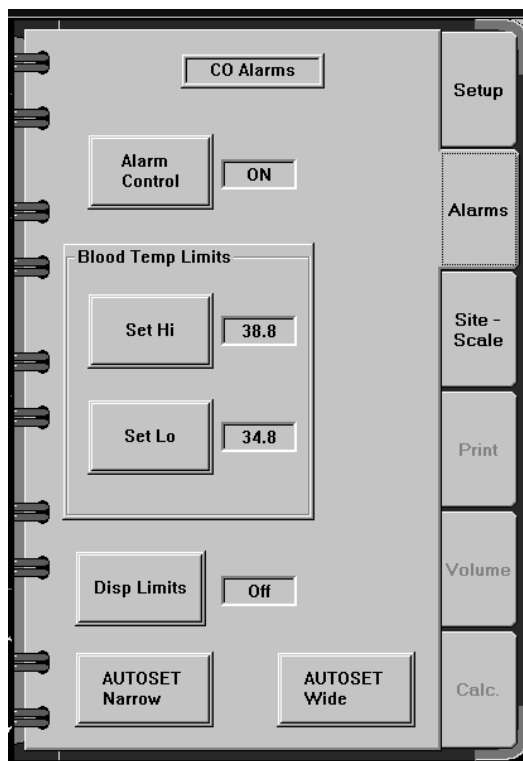 CO Alarms
Setup
Alarm
Control
ON
Alarms
Blood Temp Limits
Set Hi
38.8
Site -
Scale
Set Lo
34.8
Print
Disp Limits
Off
Volume
AUTOSET
Narrow
AUTOSET
Wide
Calc.